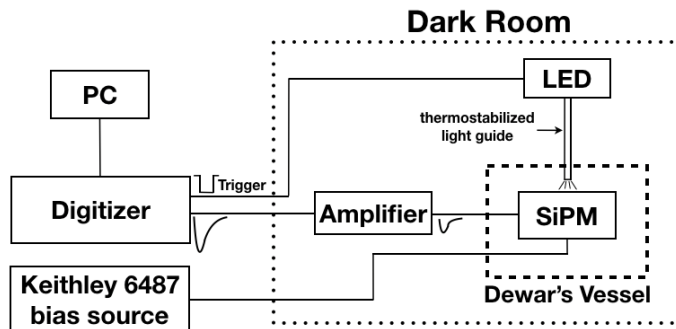 Dark Room
PC
LED
thermostabilized
light guide
Trigger
Digitizer
Amplifier
SiPM
Keithley 6487
bias source
Dewar's Vessel